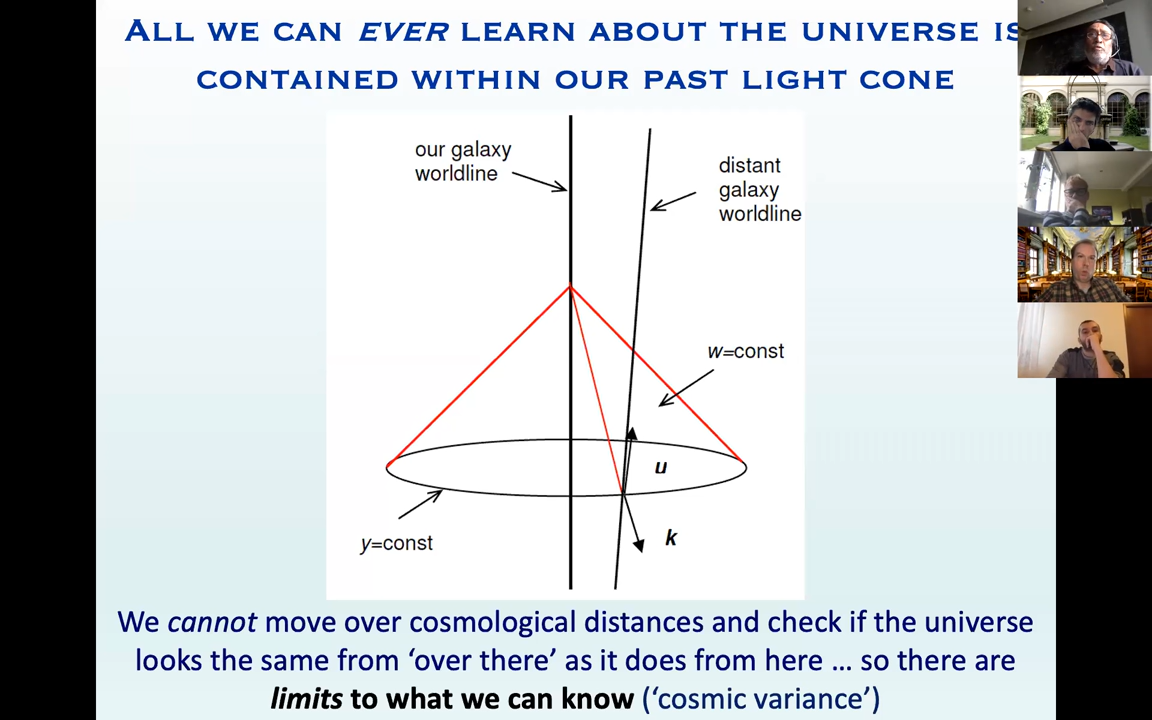 ALL WE CAN EVER LEARN ABOUT THE UNIVERSE IS
CONTAINED WITHIN OUR PAST LIGHT CONE
our galaxy
worldline
distant
galaxy
worldline
w=const
u
y=const
k
We cannot move over cosmological distances and check if the universe
looks the same from ‘over there’ as it does from here … so there are
limits to what we can know (‘cosmic variance’)